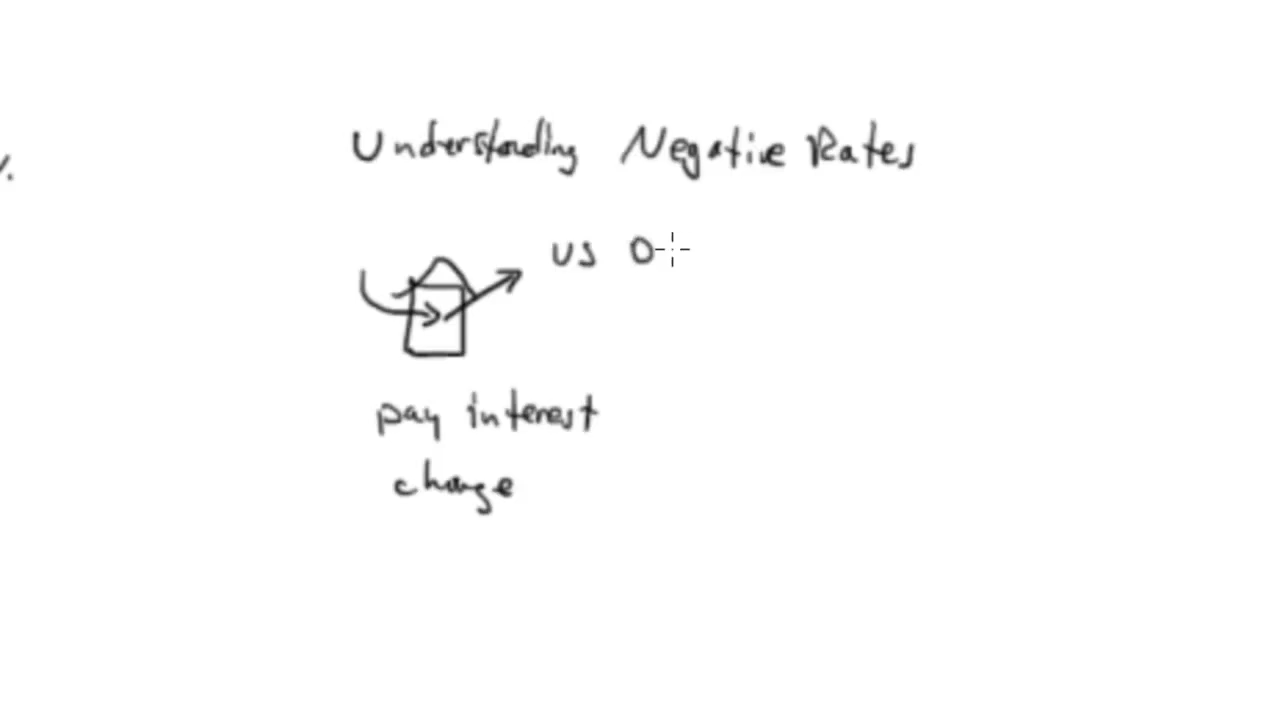 Understanding Negative Rates
US 0
pay interest
charge